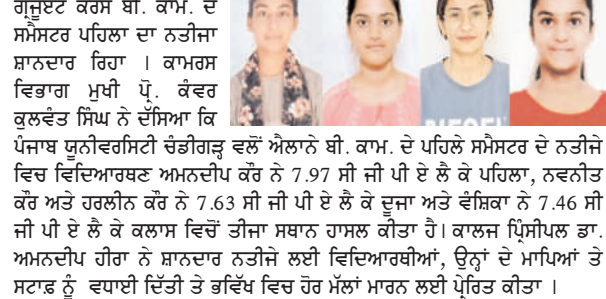 ਗ੍ਰੈਜੂਏਟ ਕੋਰਸ ਬੀ. ਕਾਮ. ਦੇ
ਸਮੈਸਟਰ ਪਹਿਲਾ ਦਾ ਨਤੀਜਾ
ਸ਼ਾਨਦਾਰ ਰਿਹਾ । ਕਾਮਰਸ
ਵਿਭਾਗ ਮੁਖੀ ਪ੍ਰੋ. ਕੰਵਰ
ਕੁਲਵੰਤ ਸਿੰਘ ਨੇ ਦੱਸਿਆ ਕਿ
ਪੰਜਾਬ ਯੂਨੀਵਰਸਿਟੀ ਚੰਡੀਗੜ੍ਹ ਵਲੋਂ ਐਲਾਨੇ ਬੀ. ਕਾਮ. ਦੇ ਪਹਿਲੇ ਸਮੈਸਟਰ ਦੇ ਨਤੀਜੇ
ਵਿਚ ਵਿਦਿਆਰਥਣ ਅਮਨਦੀਪ ਕੌਰ ਨੇ 7.97 ਸੀ ਜੀ ਪੀ ਏ ਲੈ ਕੇ ਪਹਿਲਾ, ਨਵਨੀਤ
ਕੌਰ ਅਤੇ ਹਰਲੀਨ ਕੌਰ ਨੇ 7.63 ਸੀ ਜੀ ਪੀ ਏ ਲੈ ਕੇ ਦੂਜਾ ਅਤੇ ਵੰਸ਼ਿਕਾ ਨੇ 7.46 ਸੀ
ਜੀ ਪੀ ਏ ਲੈ ਕੇ ਕਲਾਸ ਵਿਚੋਂ ਤੀਜਾ ਸਥਾਨ ਹਾਸਲ ਕੀਤਾ ਹੈ। ਕਾਲਜ ਪ੍ਰਿੰਸੀਪਲ ਡਾ.
ਅਮਨਦੀਪ ਹੀਰਾ ਨੇ ਸ਼ਾਨਦਾਰ ਨਤੀਜੇ ਲਈ ਵਿਦਿਆਰਥੀਆਂ, ਉਨ੍ਹਾਂ ਦੇ ਮਾਪਿਆਂ ਤੇ
ਸਟਾਫ਼ ਨੂੰ ਵਧਾਈ ਦਿੱਤੀ ਤੇ ਭਵਿੱਖ ਵਿਚ ਹੋਰ ਮੱਲਾਂ ਮਾਰਨ ਲਈ ਪ੍ਰੇਰਿਤ ਕੀਤਾ ।